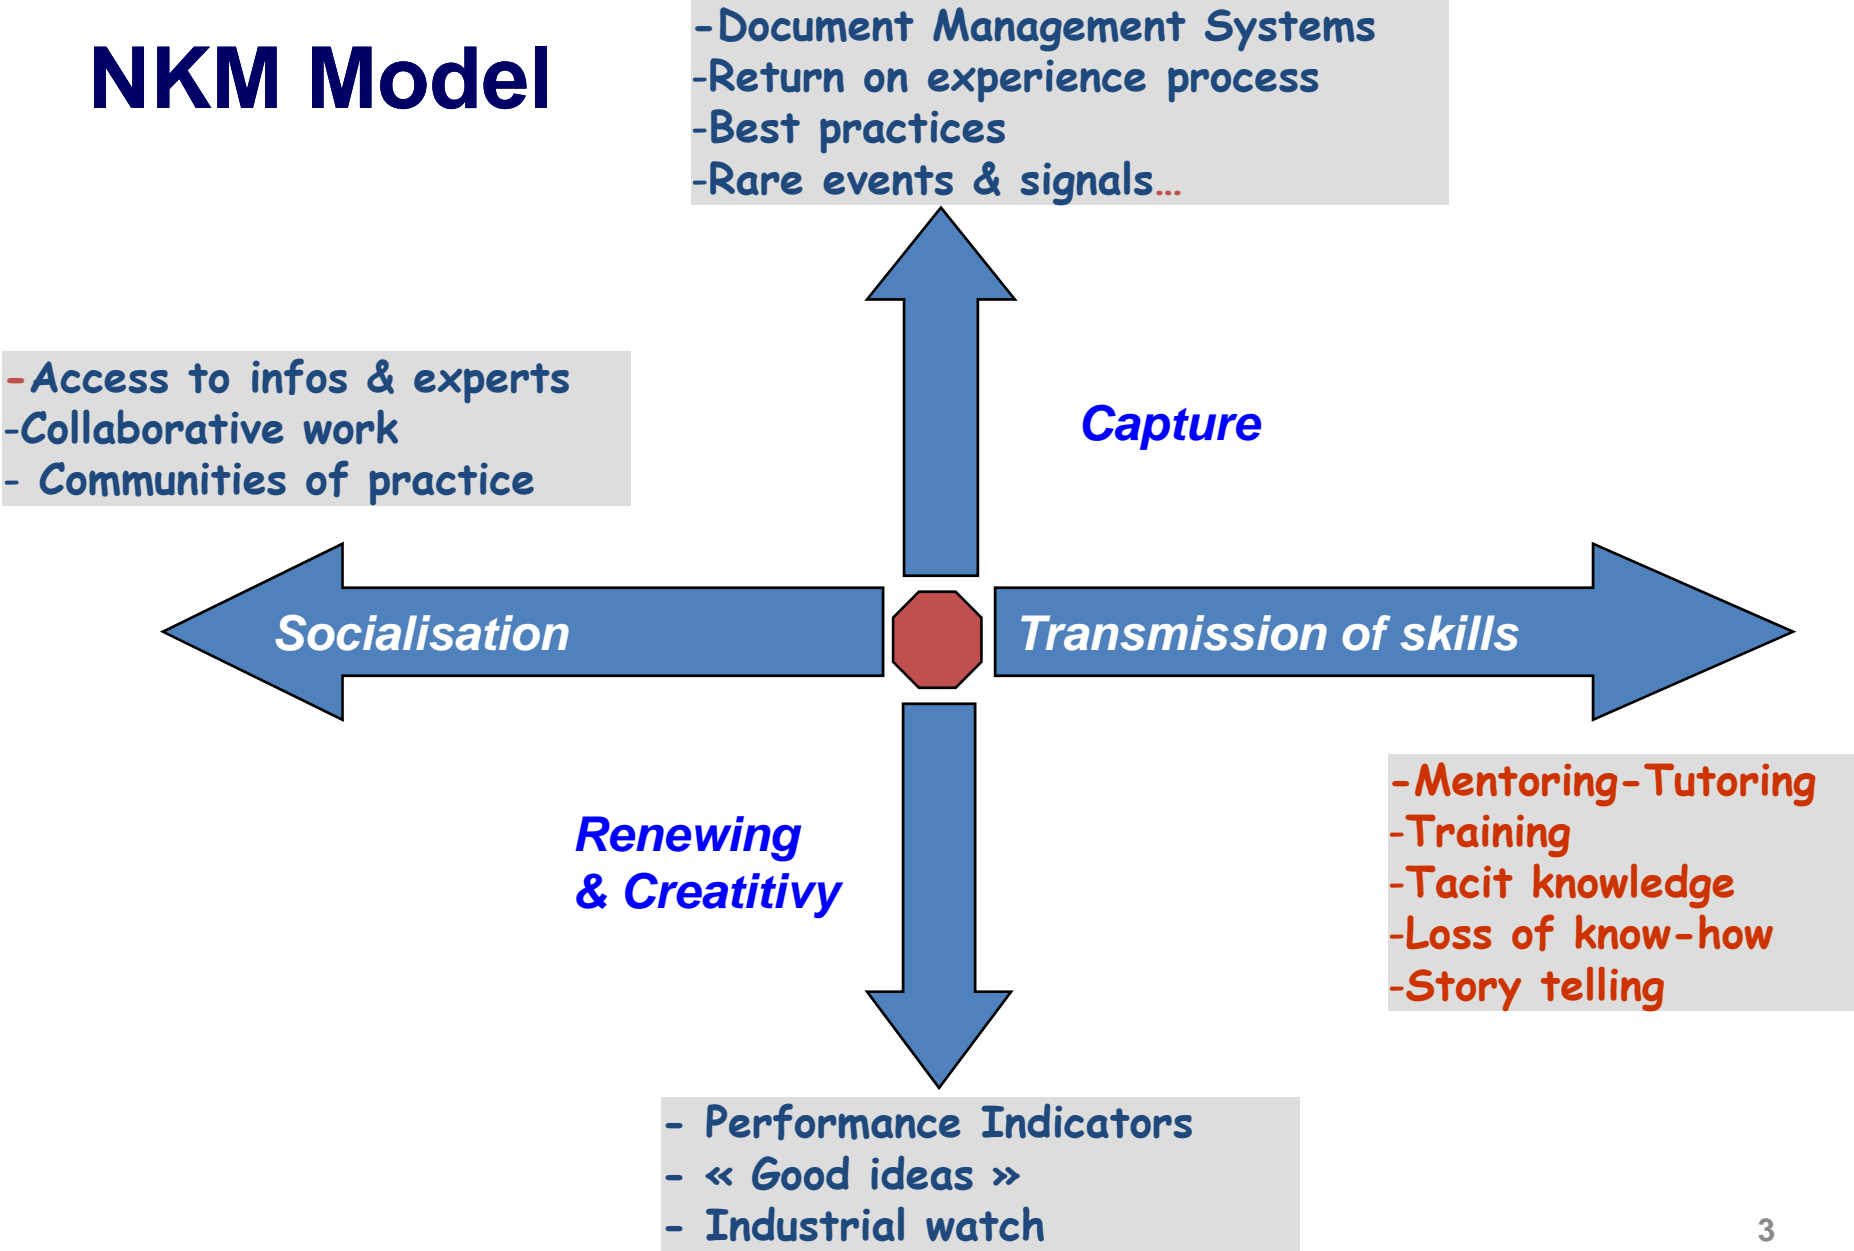 NKM Model
-Document Management Systems
-Return on experience process
-Best practices
-Rare events & signals...
-Access to infos & experts
-Collaborative work
- Communities of practice
Capture
Socialisation
Transmission of skills
Renewing
& Creatitivy
-Mentoring-Tutoring
-Training
-Tacit knowledge
-Loss of know-how
-Story telling
- Performance Indicators
- « Good ideas »
- Industrial watch
3